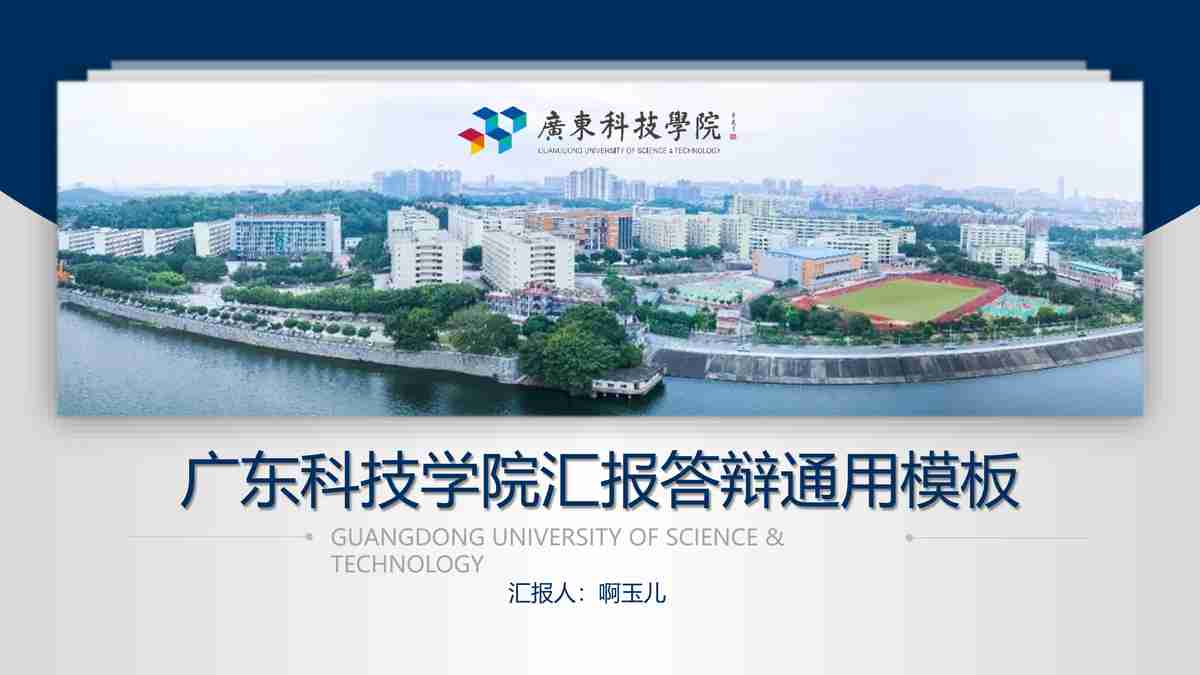 廣東科技學院
GUANGDONG UNIVERSITY OF SCIENCE & TECHNOLOGY
广东科技学院汇报答辩通用模板
GUANGDONG UNIVERSITY OF SCIENCE &
TECHNOLOGY
汇报人：啊玉儿